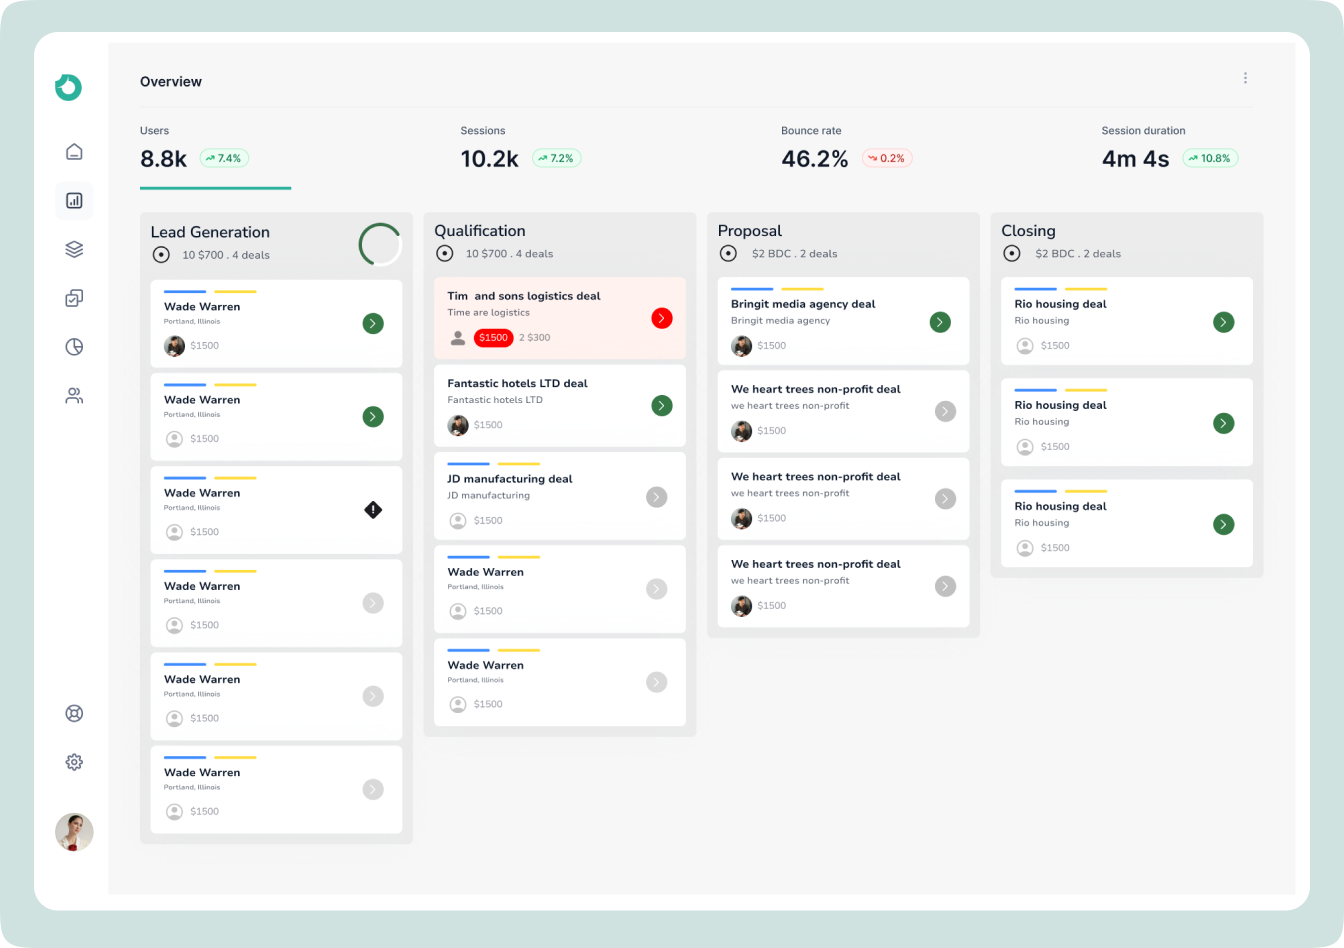 Overview
Users
8.8k 7.4%
Sessions
10.2k 7.2%
Bounce rate
46.2% 0.2%
Session duration
4m 4s 10.8%
Lead Generation
10 $700 . 4 deals
Wade Warren
Portland, Illinois
$1500
Wade Warren
Portland, Illinois
$1500
Wade Warren
Portland, Illinois
$1500
Wade Warren
Portland, Illinois
$1500
Wade Warren
Portland, Illinois
$1500
Wade Warren
Portland, Illinois
$1500
Qualification
10 $700 . 4 deals
Tim  and sons logistics deal
Time are logistics
$1500 2 $300
Fantastic hotels LTD deal
Fantastic hotels LTD
$1500
JD manufacturing deal
JD manufacturing
$1500
Wade Warren
Portland, Illinois
$1500
Wade Warren
Portland, Illinois
$1500
Proposal
$2 BDC . 2 deals
Bringit media agency deal
Bringit media agency
$1500
We heart trees non-profit deal
we heart trees non-profit
$1500
We heart trees non-profit deal
we heart trees non-profit
$1500
We heart trees non-profit deal
we heart trees non-profit
$1500
Closing
$2 BDC . 2 deals
Rio housing deal
Rio housing
$1500
Rio housing deal
Rio housing
$1500
Rio housing deal
Rio housing
$1500